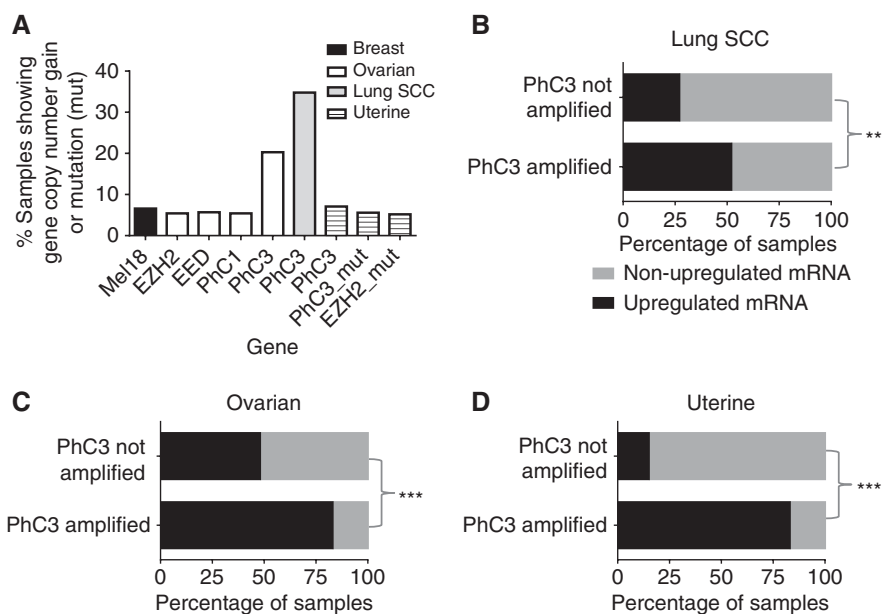 A
Breast
Ovarian
Lung SCC
Uterine
% Samples showing
gene copy number gain
or mutation (mut)
40
30
20
10
0
Mel18
EZH2
EED
PhC1
PhC3
PhC3
PhC3
PhC3_mut
EZH2_mut
Gene
B
Lung SCC
PhC3 not
amplified
PhC3 amplified
**
0 25 50 75 100
Percentage of samples
Non-upregulated mRNA
Upregulated mRNA
C
Ovarian
PhC3 not
amplified
PhC3 amplified
***
0 25 50 75 100
Percentage of samples
D
Uterine
PhC3 not
amplified
PhC3 amplified
***
0 25 50 75 100
Percentage of samples